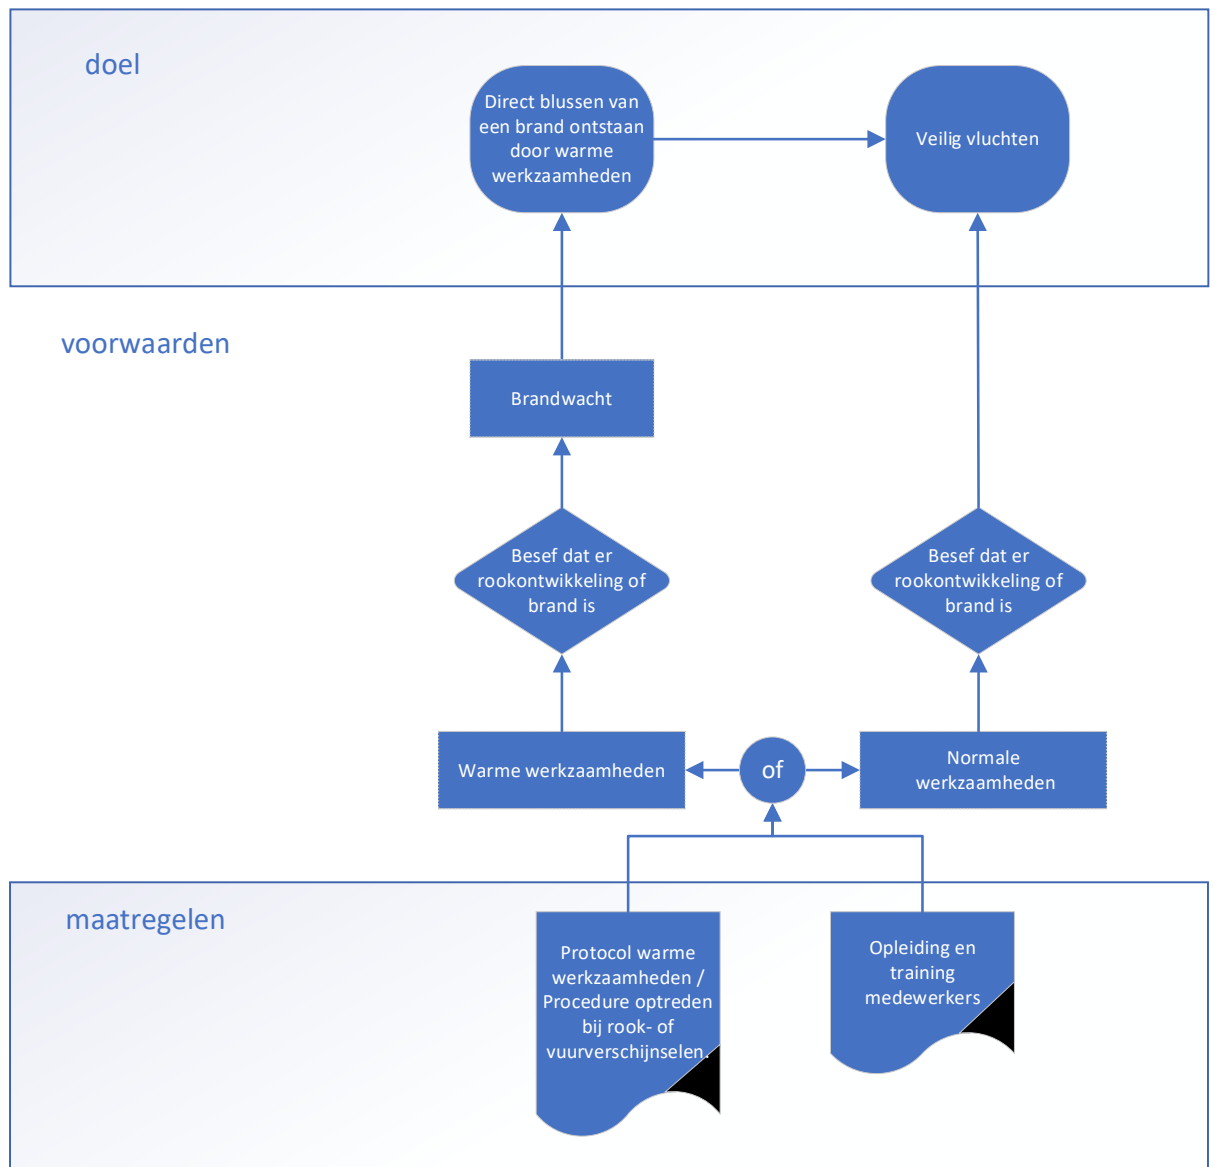 doel
Direct blussen van
een brand ontstaan
door warme
werkzaamheden
Veilig vluchten
voorwaarden
Brandwacht
Besef dat er
rookontwikkeling of
brand is
Besef dat er
rookontwikkeling of
brand is
Warme werkzaamheden
of
Normale
werkzaamheden
maatregelen
Protocol warme
werkzaamheden /
Procedure optreden
bij rook- of
vuurverschijnselen.
Opleiding en
training
medewerkers